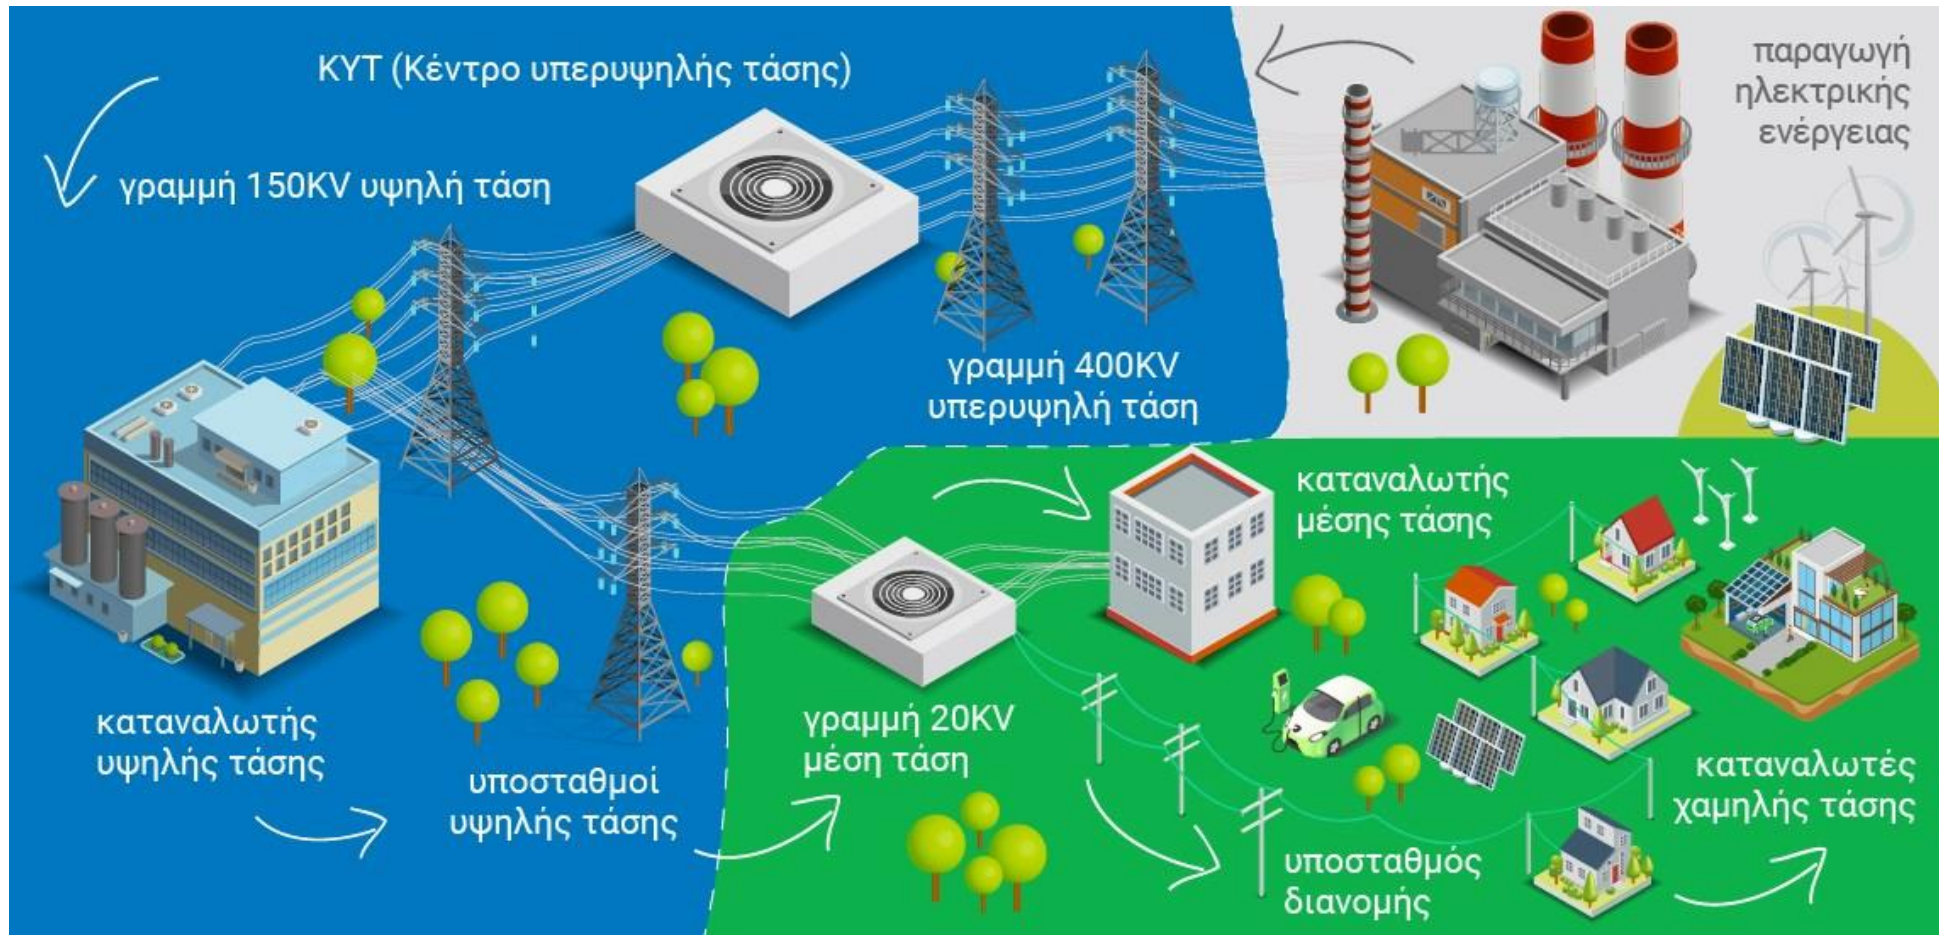 ΚΥΤ (Κέντρο υπερυψηλής τάσης)
παραγωγή
ηλεκτρικής
ενέργειας
γραμμή 150KV υψηλή τάση
γραμμή 400KV
υπερυψηλή τάση
καταναλωτής
μέσης τάσης
καταναλωτής
υψηλής τάσης
υποσταθμοί
υψηλής τάσης
γραμμή 20KV
μέση τάση
υποσταθμός
διανομής
καταναλωτές
χαμηλής τάσης